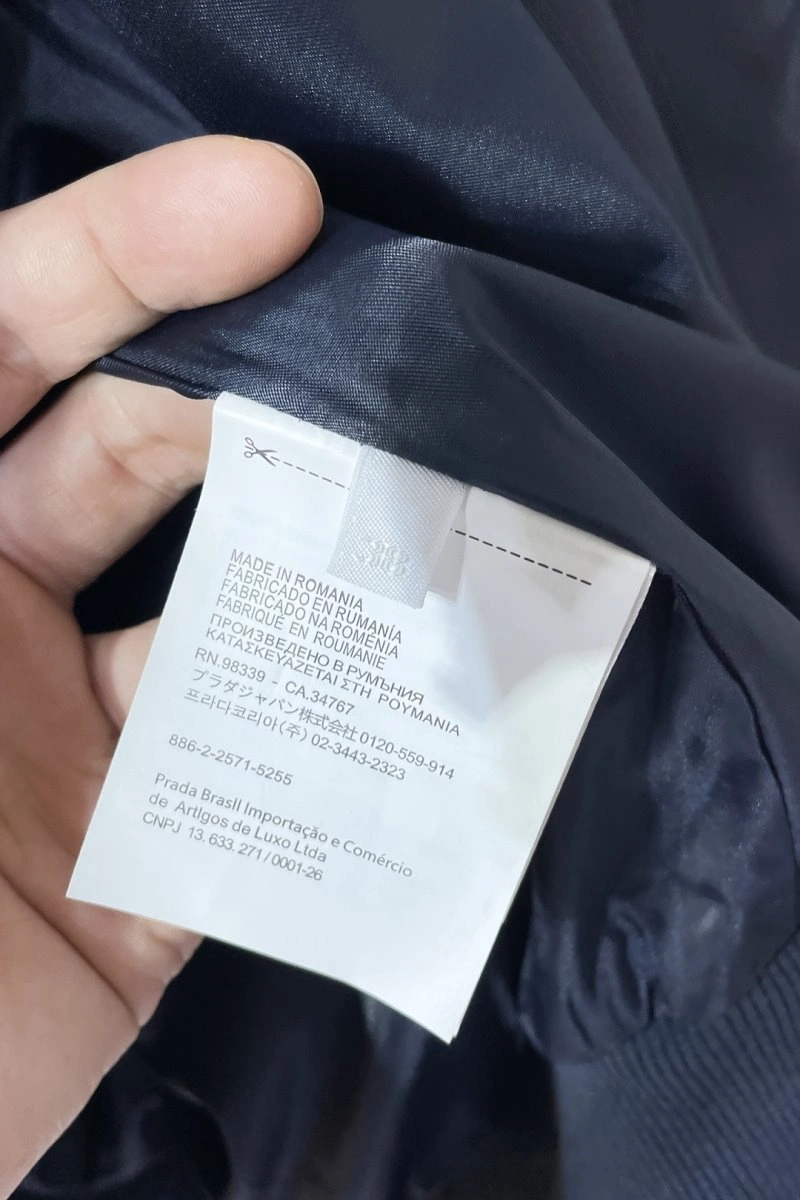 MADE IN ROMANIA
FABRICADO EN RUMANÍA
FABRICADO NA ROMÉNIA
FABRIQUÉ EN ROUMANIE
ПРОИЗВЕДЕНО В РУМЪНИЯ
ΚΑΤΑΣΚΕΥΑΖΕΤΑΙ ΣΤΗ ΡΟΥΜΑΝΙΑ
RN.98339 - CA.34767
プラダジャパン株式会社 0120-559-914
프라다코리아(주) 02-3443-2323
886-2-2571-5255
Prada Brasil Importação e Comércio
de Artigos de Luxo Ltda
CNPJ 13.633.271/0001-26